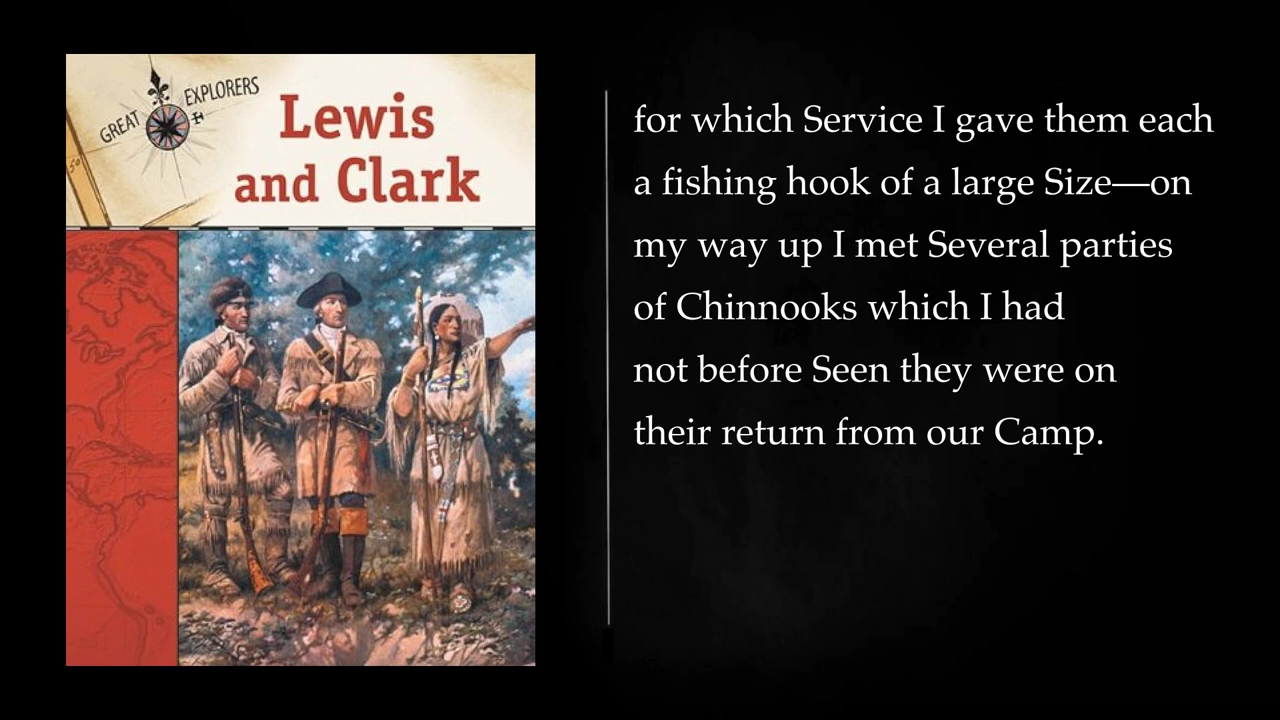 GREAT EXPLORERS
Lewis
and Clark
50
for which Service I gave them each
a fishing hook of a large Size—on
my way up I met Several parties
of Chinnooks which I had
not before Seen they were on
their return from our Camp.